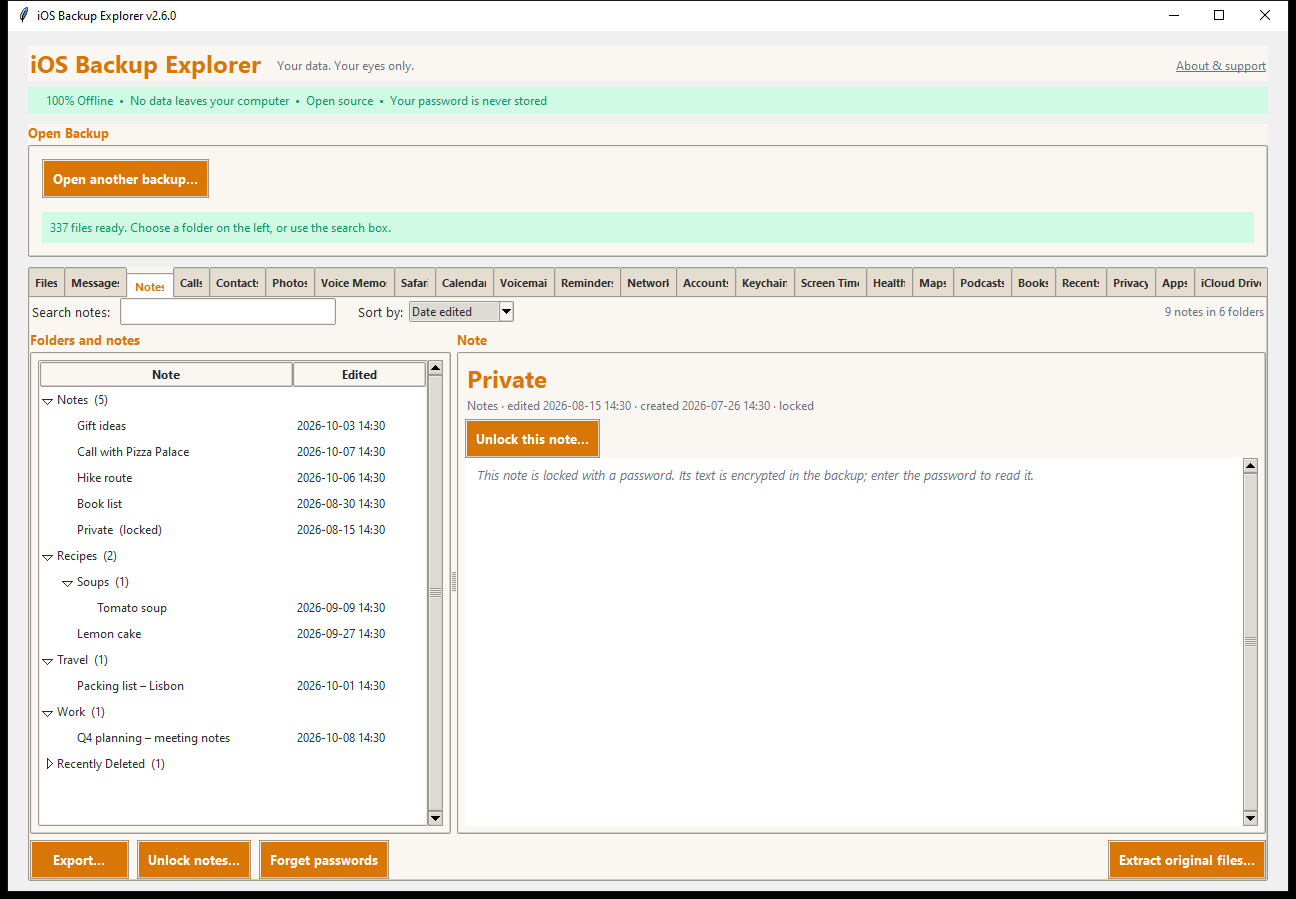 iOS Backup Explorer v2.6.0
iOS Backup Explorer Your data. Your eyes only. About & support
100% Offline • No data leaves your computer • Open source • Your password is never stored
Open Backup
Open another backup...
337 files ready. Choose a folder on the left, or use the search box.
Files Messages Notes Calls Contacts Photos Voice Memo Safari Calendar Voicemai Reminders Network Accounts Keychain Screen Time Health Maps Podcasts Books Recents Privacy Apps iCloud Drive
Search notes: Sort by: Date edited 9 notes in 6 folders
Folders and notes
Note Edited
Notes (5)
Gift ideas 2026-10-03 14:30
Call with Pizza Palace 2026-10-07 14:30
Hike route 2026-10-06 14:30
Book list 2026-08-30 14:30
Private (locked) 2026-08-15 14:30
Recipes (2)
Soups (1)
Tomato soup 2026-09-09 14:30
Lemon cake 2026-09-27 14:30
Travel (1)
Packing list – Lisbon 2026-10-01 14:30
Work (1)
Q4 planning – meeting notes 2026-10-08 14:30
Recently Deleted (1)
Note
Private
Notes · edited 2026-08-15 14:30 · created 2026-07-26 14:30 · locked
Unlock this note...
This note is locked with a password. Its text is encrypted in the backup; enter the password to read it.
Export... Unlock notes... Forget passwords Extract original files...